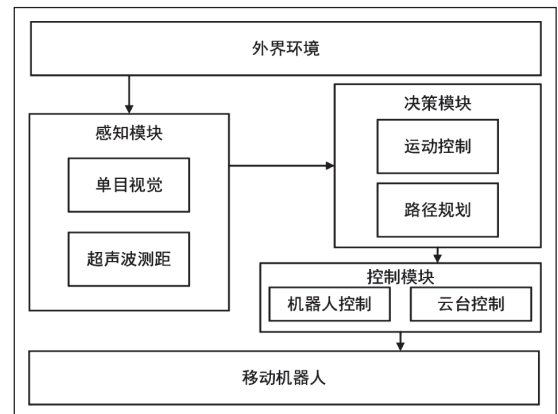 外界环境
感知模块
单目视觉
超声波测距
决策模块
运动控制
路径规划
控制模块
机器人控制
云台控制
移动机器人